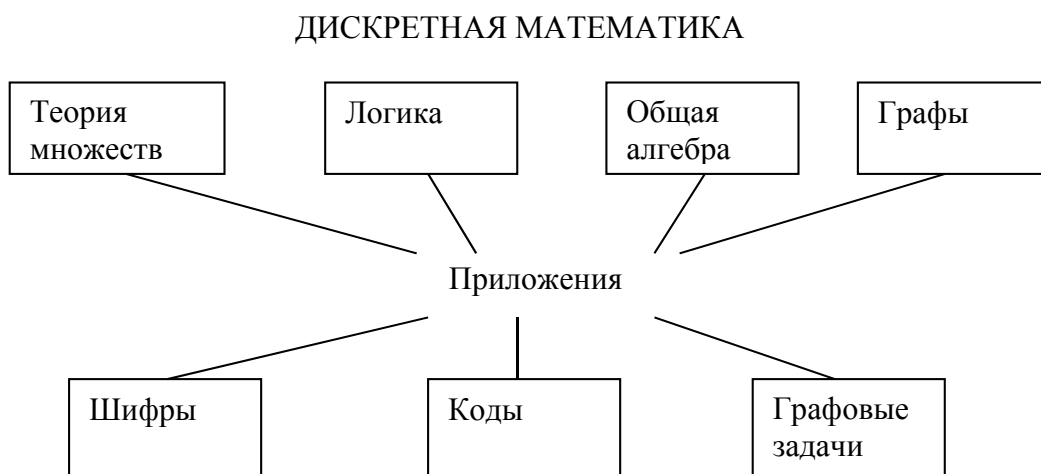 ДИСКРЕТНАЯ МАТЕМАТИКА
Теория
множеств
Логика
Общая
алгебра
Графы
Приложения
Шифры
Коды
Графовые
задачи